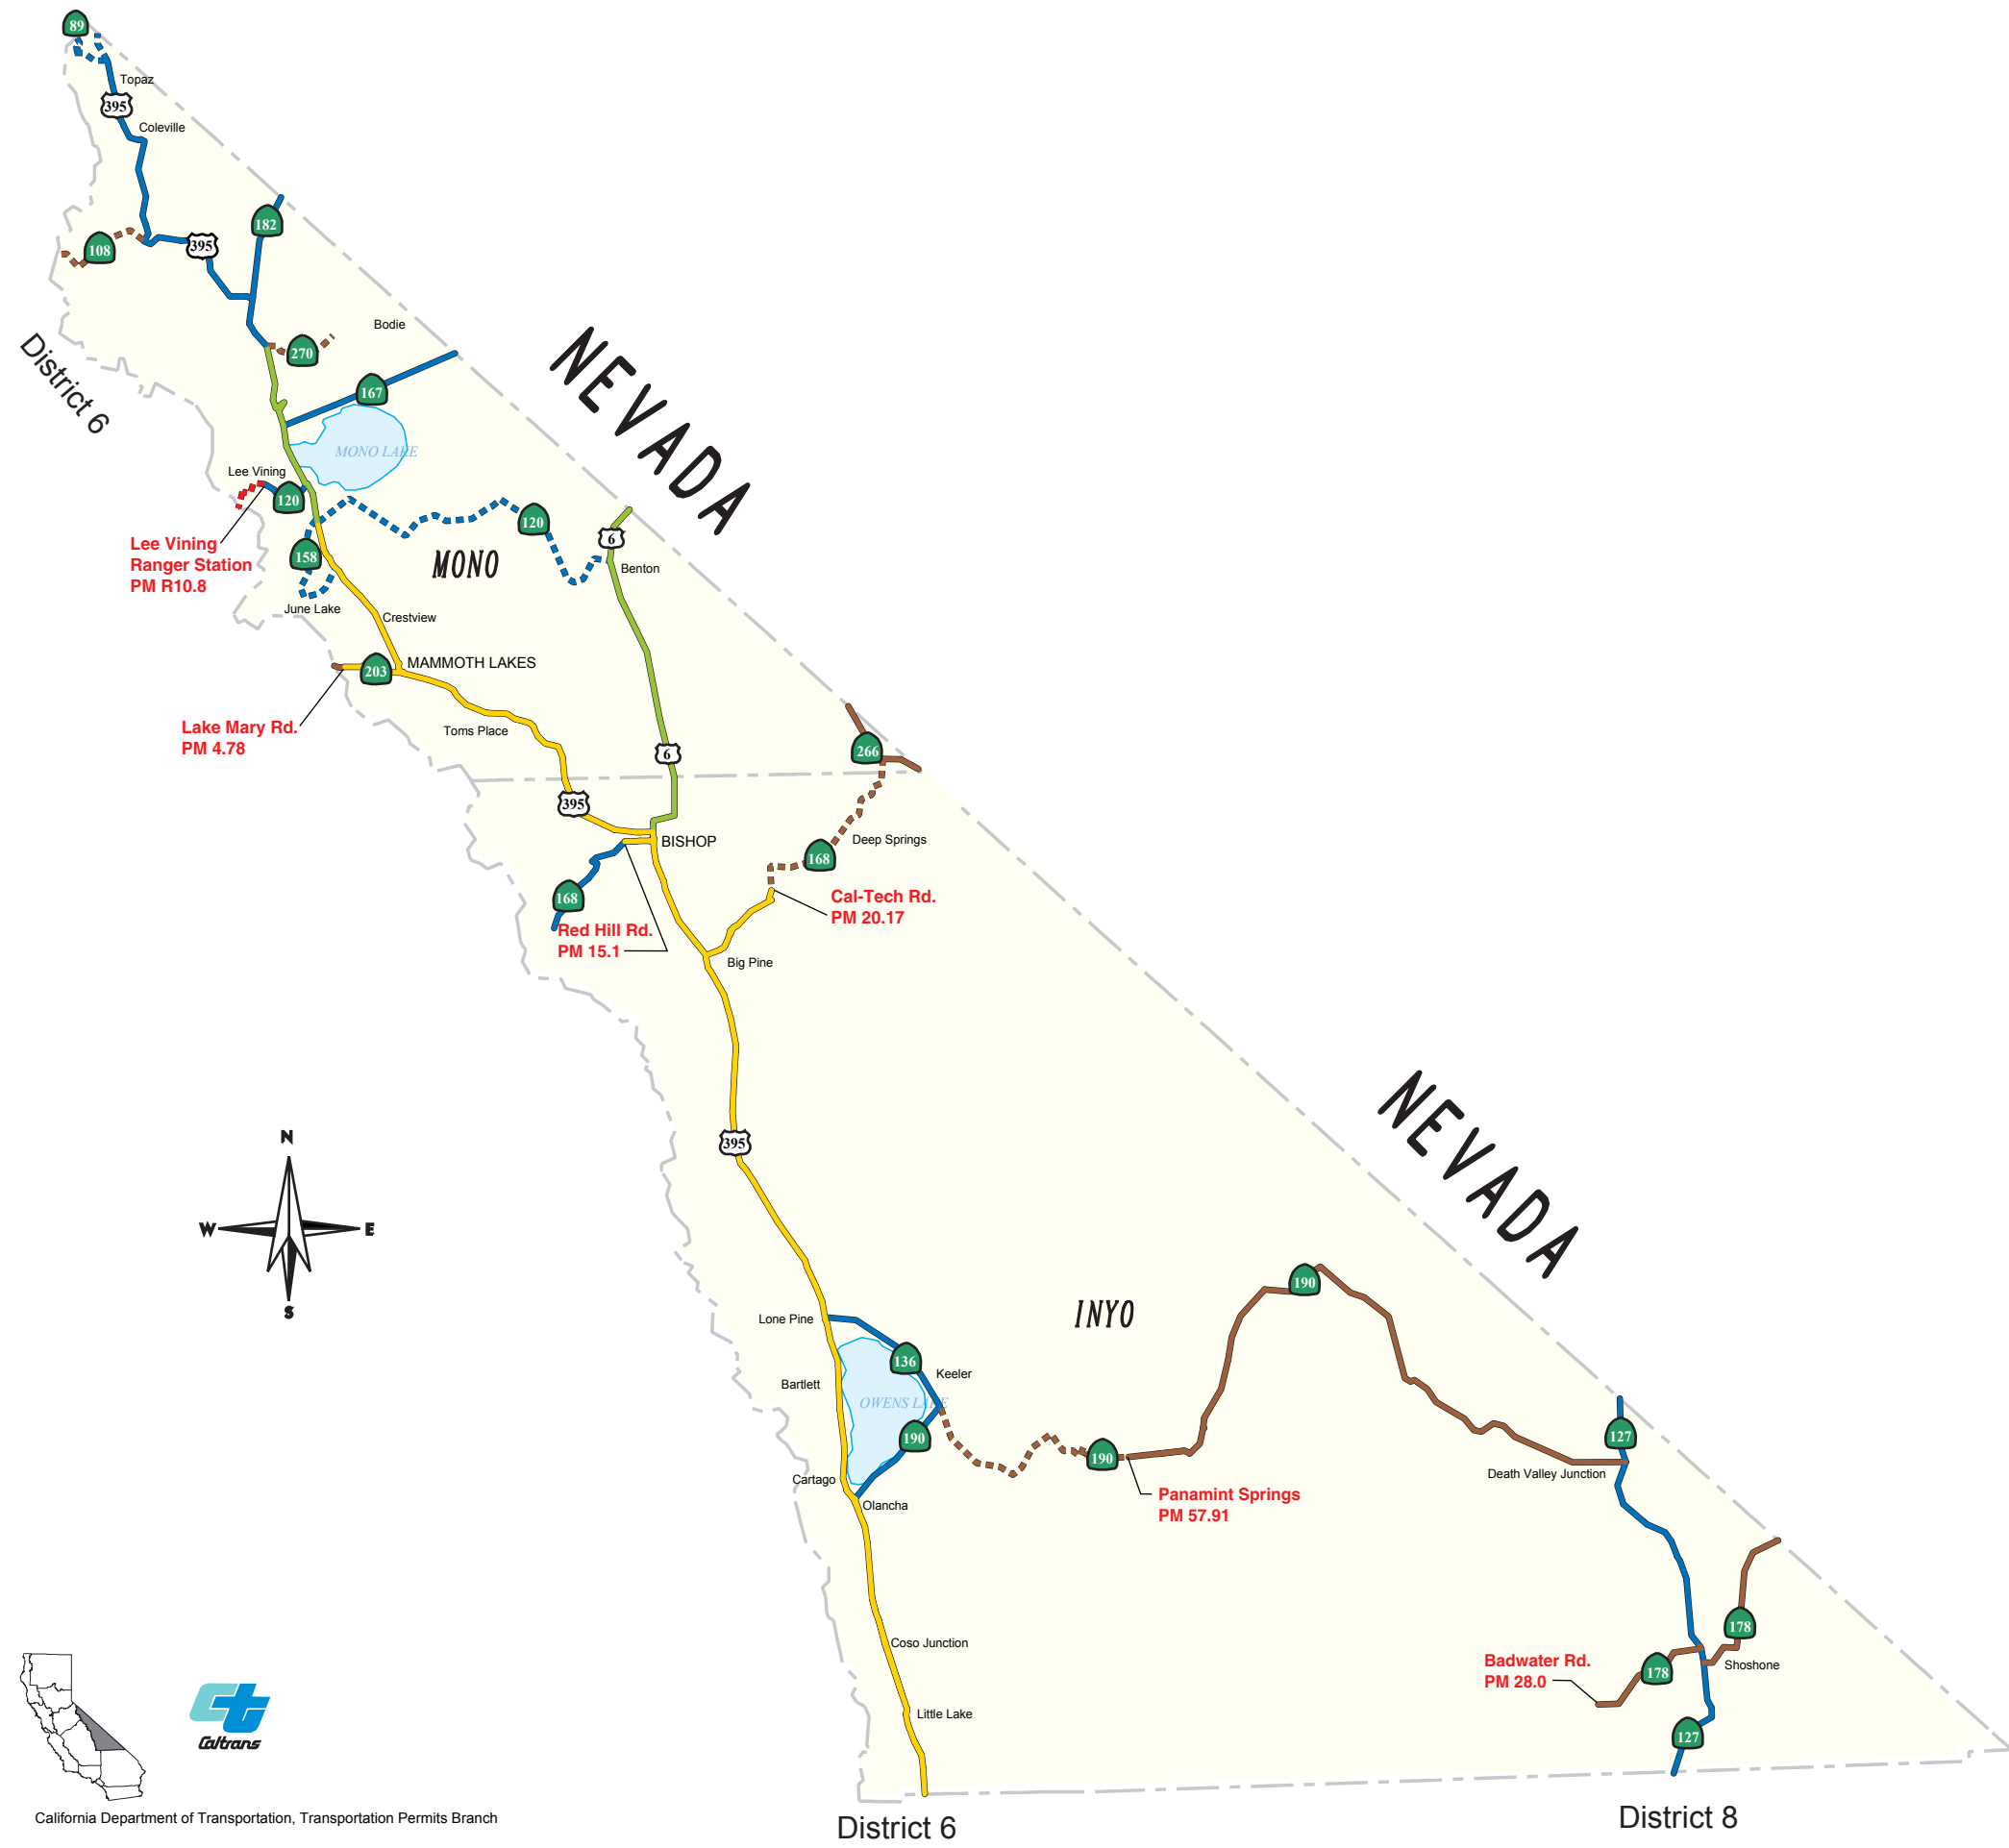 89
Topaz
395
Coleville
182
108
395
Bodie
270
NEVADA
District 6
167
MONO LAKE
Lee Vining
120
120
6
Lee Vining
Ranger Station
PM R10.8
158
MONO
Benton
June Lake
Crestview
203
MAMMOTH LAKES
Lake Mary Rd.
PM 4.78
Toms Place
6
266
395
BISHOP
Deep Springs
168
168
Cal-Tech Rd.
PM 20.17
Red Hill Rd.
PM 15.1
Big Pine
NEVADA
395
N
W
E
S
190
INYO
Lone Pine
136
Keeler
Bartlett
OWENS LAKE
190
190
127
Cartago
Death Valley Junction
Olancha
Panamint Springs
PM 57.91
178
Coso Junction
Badwater Rd.
PM 28.0
178
Shoshone
Little Lake
127
Caltrans
California Department of Transportation, Transportation Permits Branch
District 6
District 8